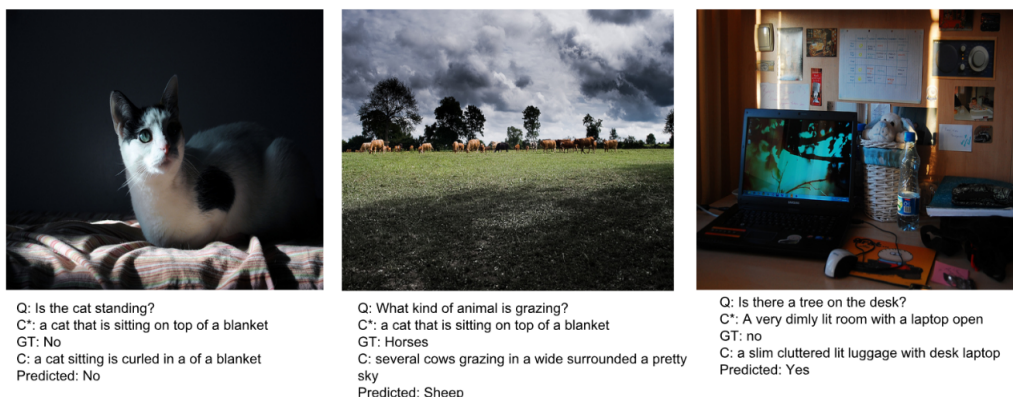 Q: Is the cat standing?
C*: a cat that is sitting on top of a blanket
GT: No
C: a cat sitting is curled in a of a blanket
Predicted: No
Q: What kind of animal is grazing?
C*: a cat that is sitting on top of a blanket
GT: Horses
C: several cows grazing in a wide surrounded a pretty
sky
Predicted: Sheep
Q: Is there a tree on the desk?
C*: A very dimly lit room with a laptop open
GT: no
C: a slim cluttered lit luggage with desk laptop
Predicted: Yes